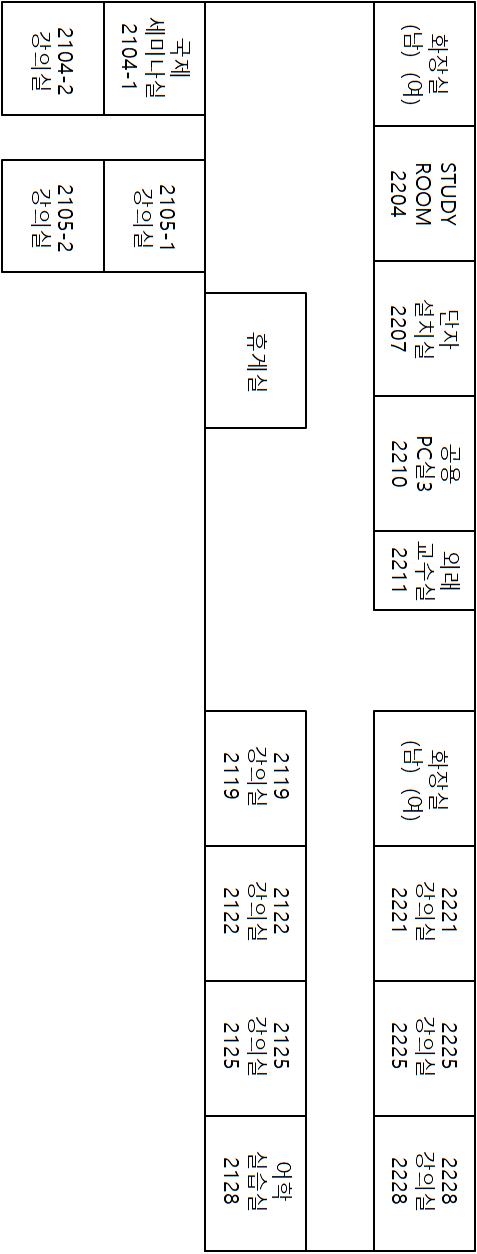 화장실
(남) (여)
STUDY
ROOM
2204
단자
설치실
2207
공용
PC실3
2210
외래
교수실
2211
화장실
(남) (여)
2221
강의실
2221
2225
강의실
2225
2228
강의실
2228
휴게실
2119
강의실
2119
2122
강의실
2122
2125
강의실
2125
어학
실습실
2128
국제
세미나실
2104-1
2105-1
강의실
2104-2
강의실
2105-2
강의실